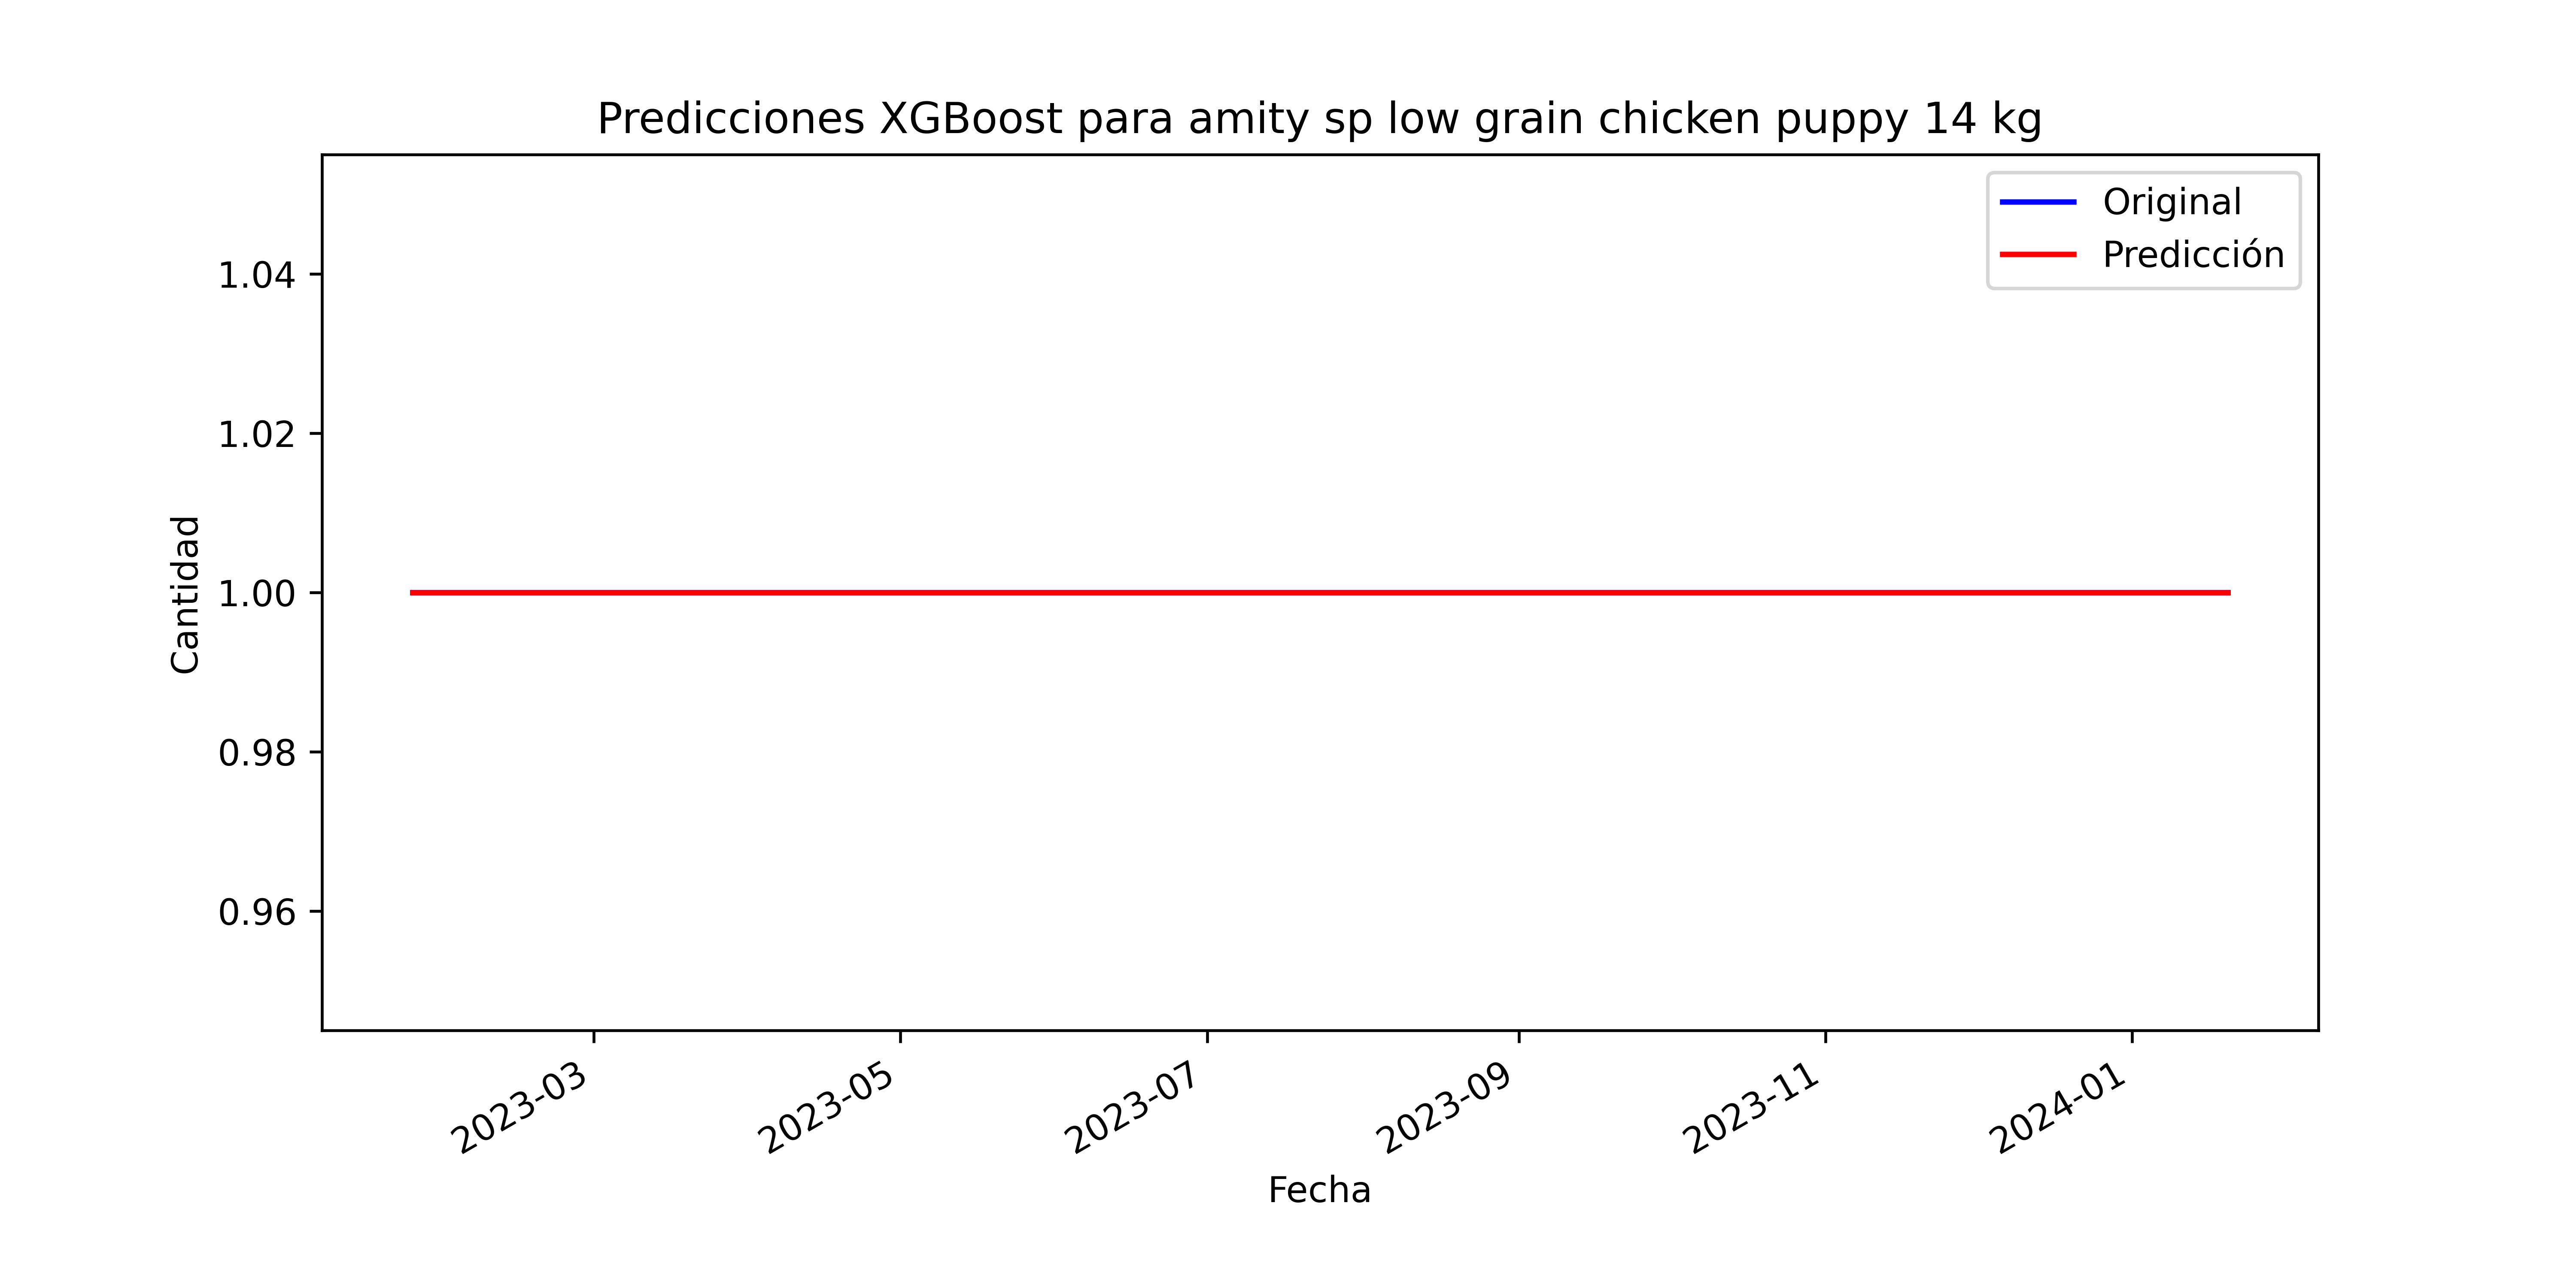 Predicciones XGBoost para amity sp low grain chicken puppy 14 kg
Original
Predicción
1.04
1.02
1.00
0.98
0.96
Cantidad
2023-03
2023-05
2023-07
2023-09
2023-11
2024-01
Fecha